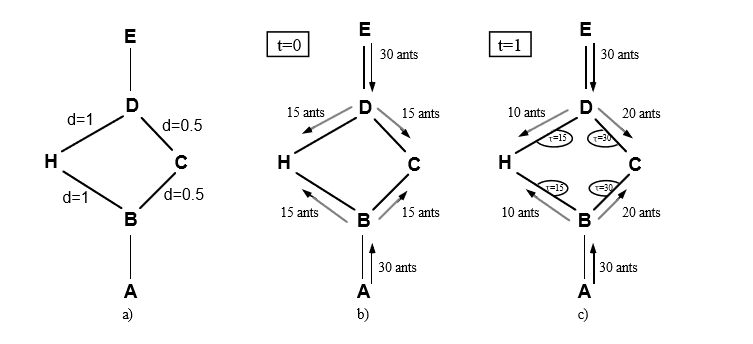 E
D
d=1
d=0.5
H
C
d=1
d=0.5
B
A
a)
t=0
E
30 ants
15 ants
D
15 ants
H
C
15 ants
B
15 ants
30 ants
A
b)
t=1
E
30 ants
10 ants
D
20 ants
τ=15
τ=30
H
C
τ=15
τ=30
10 ants
B
20 ants
30 ants
A
c)